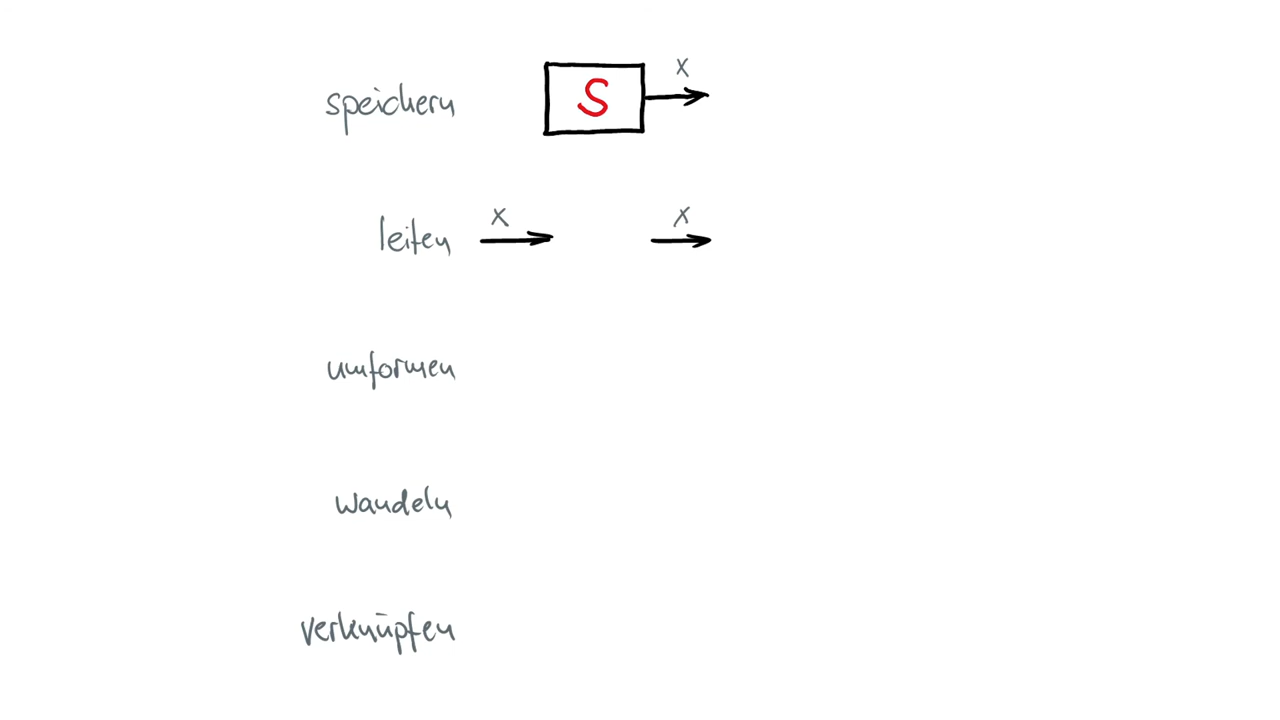 speichern S x
leiten x x
umformen
wandeln
verknüpfen